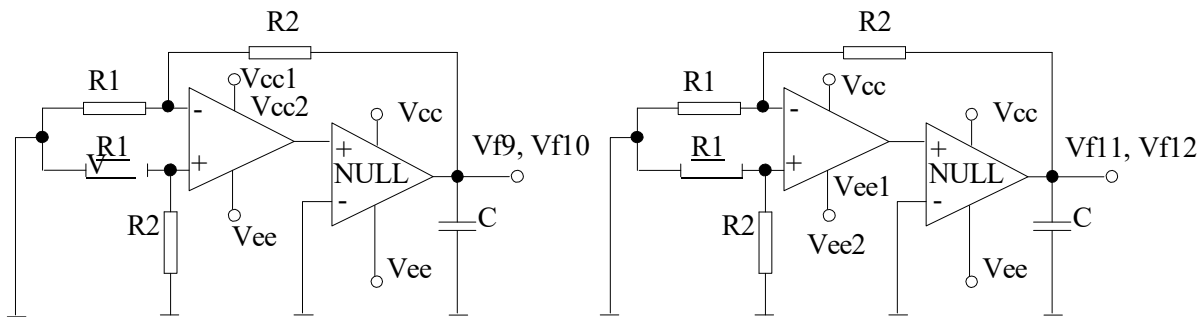 R2
R1
Vcc1
Vcc2
-
Vcc
V R1
+
+
NULL
Vf9, Vf10
-
R2
Vee
C
Vee
R2
R1
Vcc
-
Vcc
R1
+
+
NULL
Vf11, Vf12
Vee1
-
R2
Vee2
C
Vee